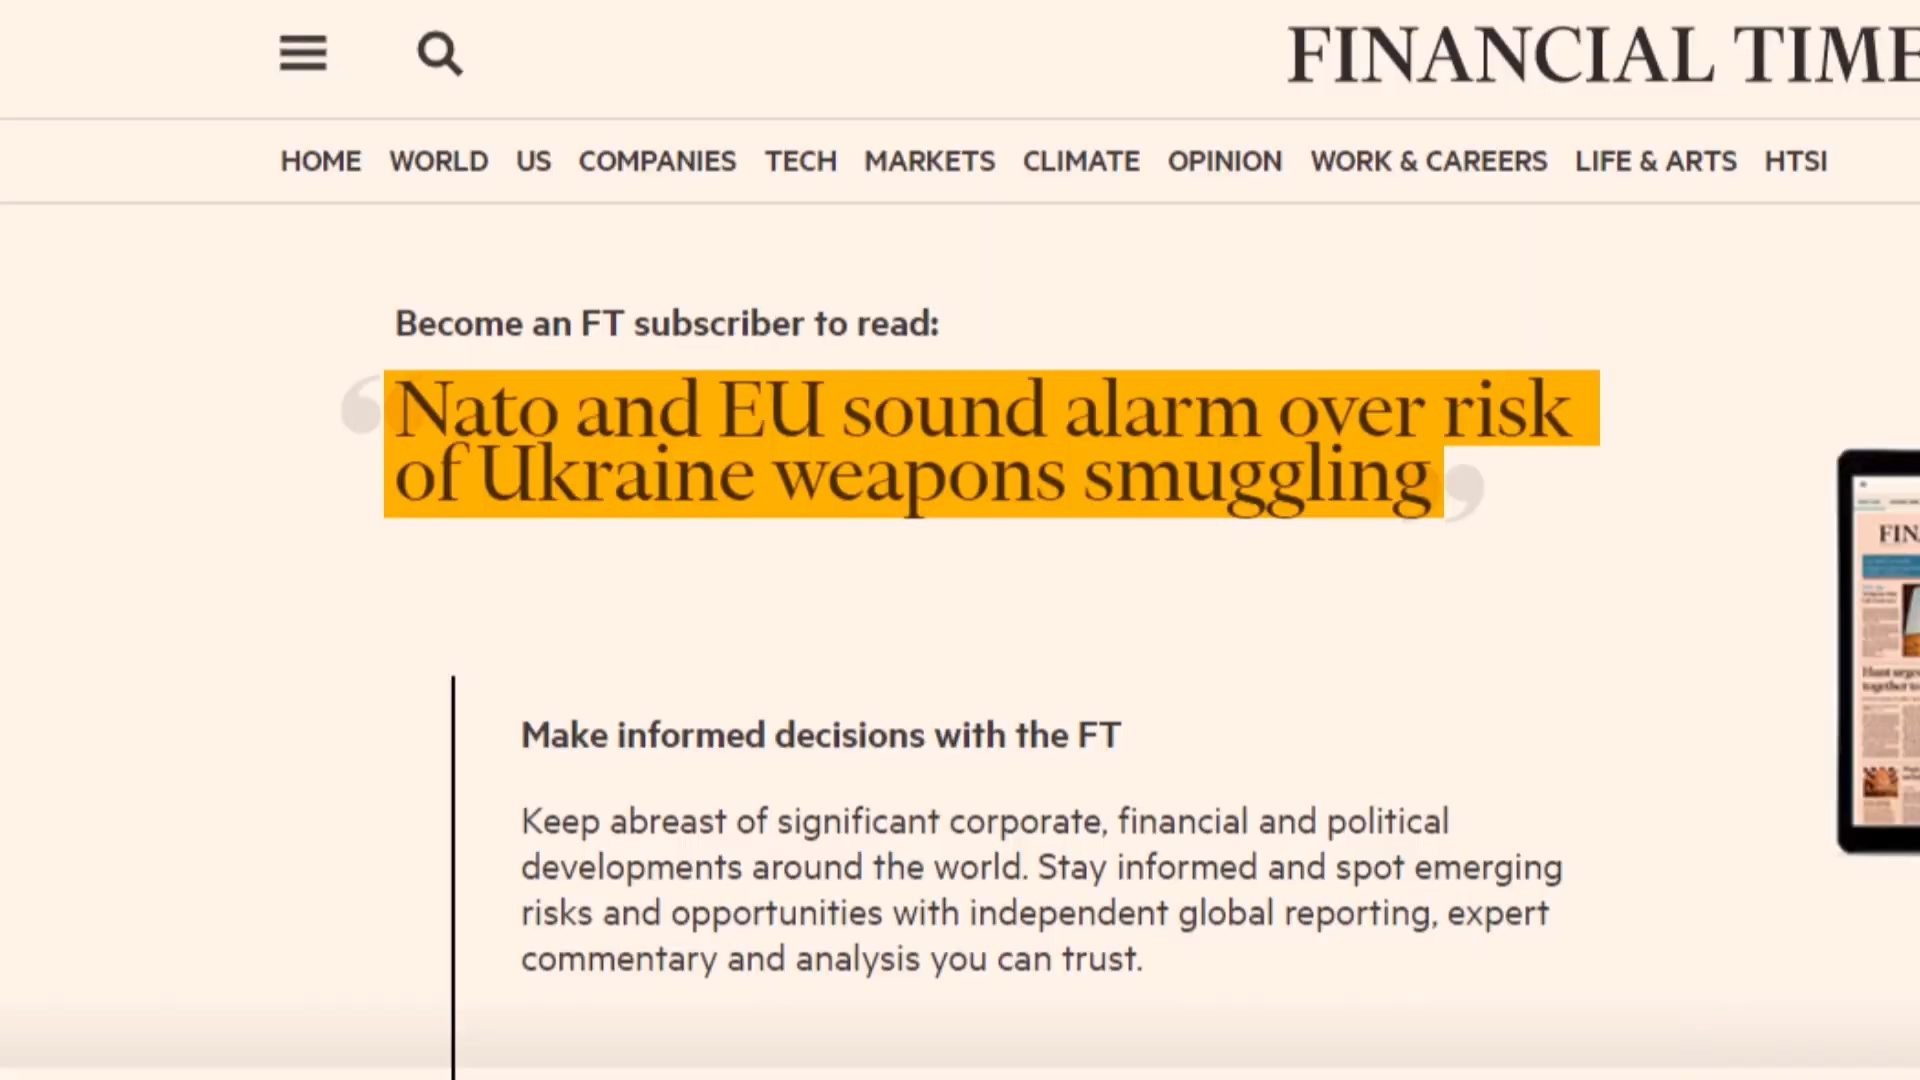 FINANCIAL TIME
HOME WORLD US COMPANIES TECH MARKETS CLIMATE OPINION WORK & CAREERS LIFE & ARTS HTSI
Become an FT subscriber to read:
‘Nato and EU sound alarm over risk
of Ukraine weapons smuggling’
FIN
Make informed decisions with the FT
Keep abreast of significant corporate, financial and political
developments around the world. Stay informed and spot emerging
risks and opportunities with independent global reporting, expert
commentary and analysis you can trust.